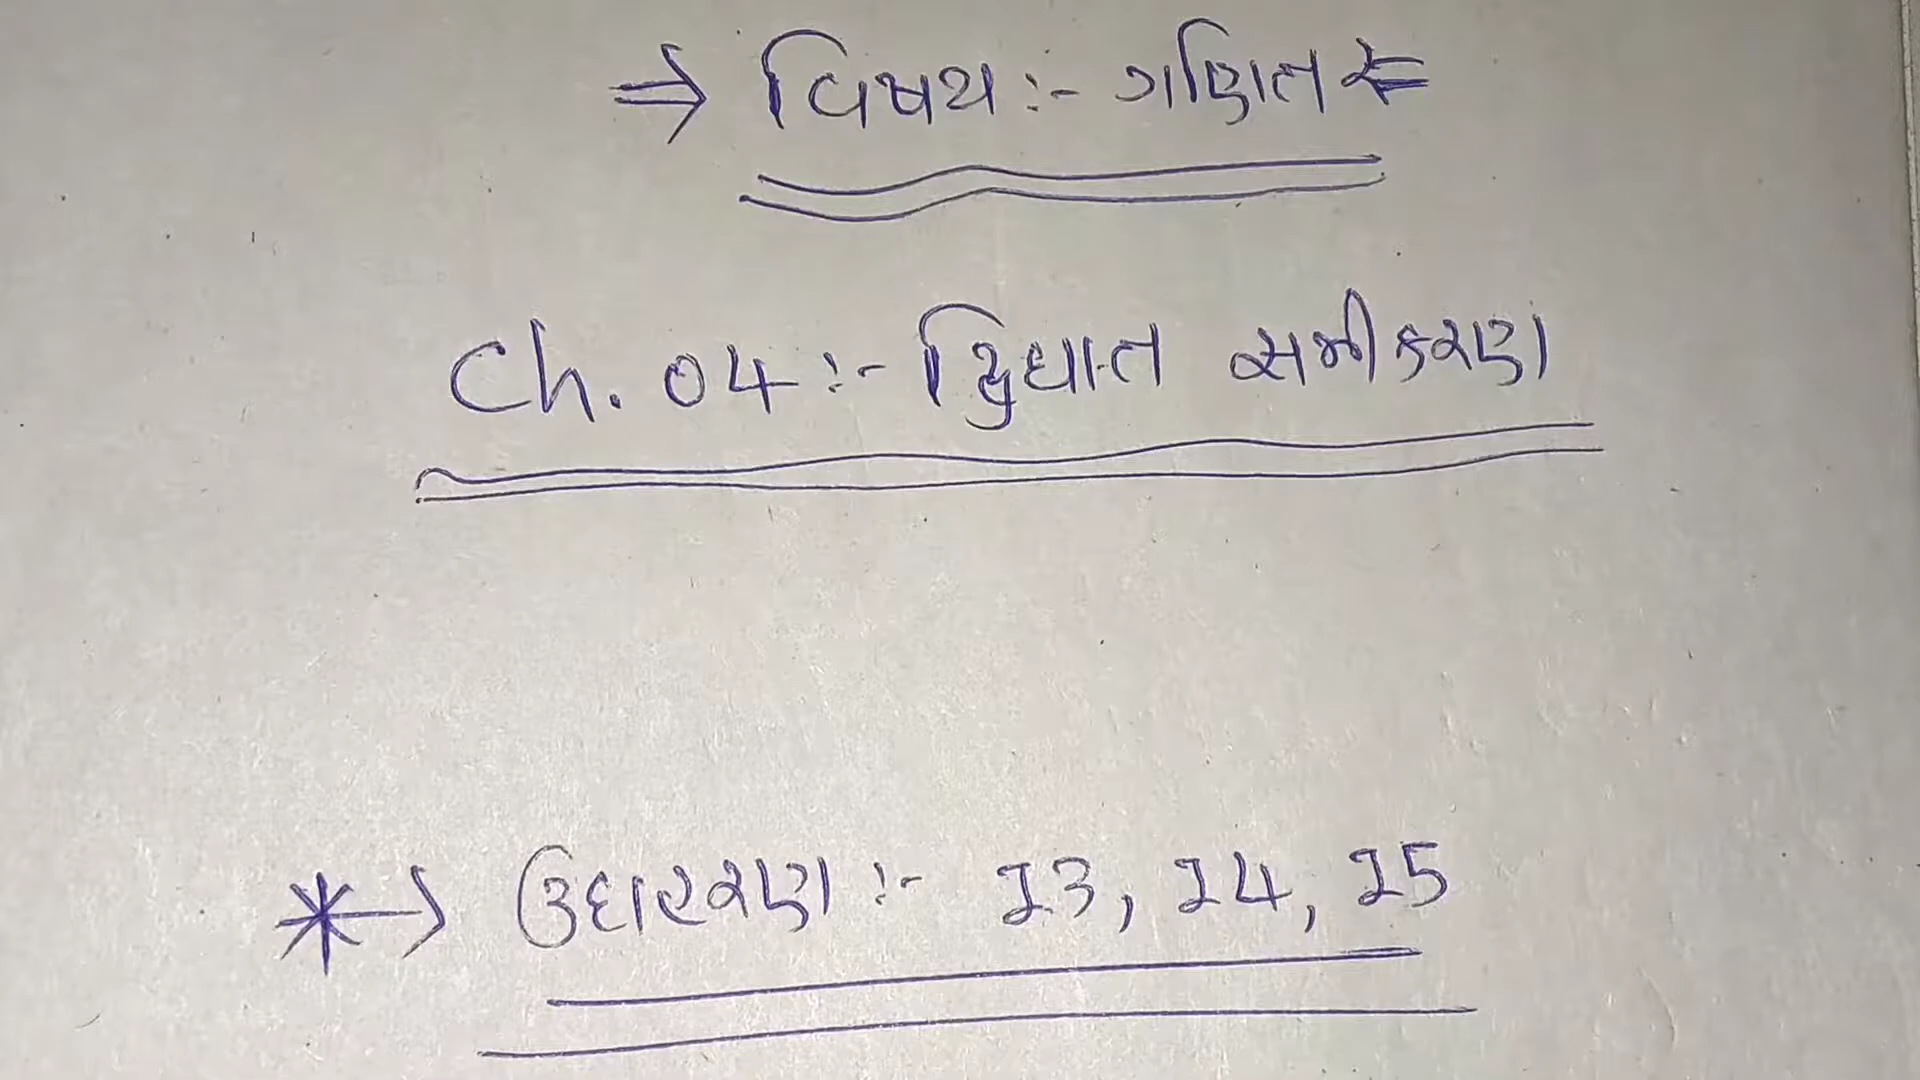 ⇒ વિષય :- ગણિત ⇐
Ch. 04 :- દ્વિઘાત સમીકરણ
*→ ઉદાહરણ :- 13, 14, 15